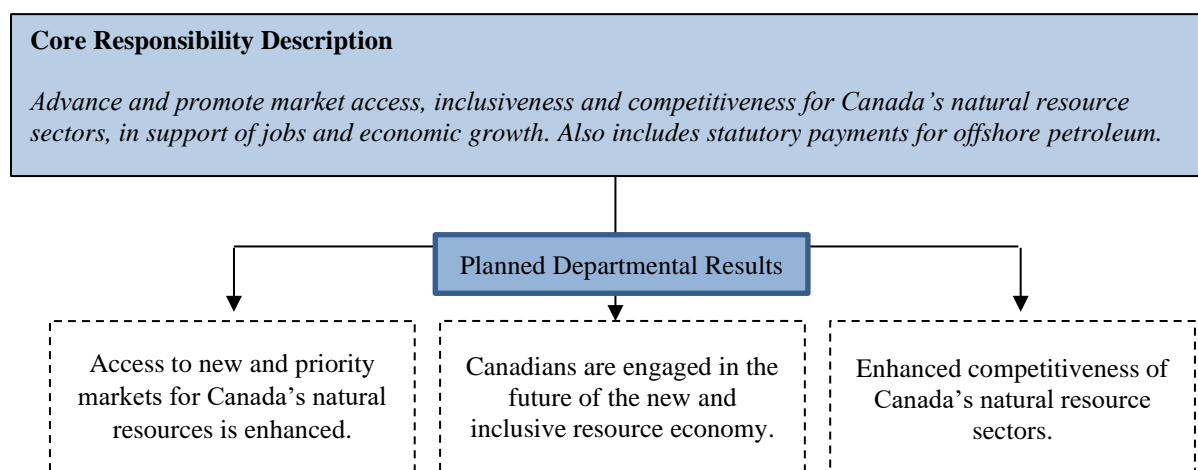 Core Responsibility Description
Advance and promote market access, inclusiveness and competitiveness for Canada’s natural resource
sectors, in support of jobs and economic growth. Also includes statutory payments for offshore petroleum.
Planned Departmental Results
Access to new and priority
markets for Canada’s natural
resources is enhanced.
Canadians are engaged in the
future of the new and
inclusive resource economy.
Enhanced competitiveness of
Canada’s natural resource
sectors.